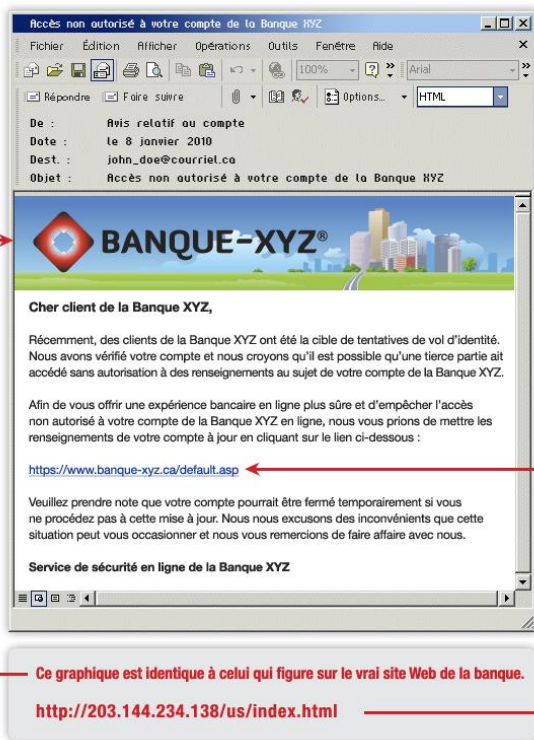 Accès non autorisé à votre compte de la Banque XYZ
Fichier Édition Afficher Opérations Outils Fenêtre Aide
100% Arial
Répondre Faire suivre Options... HTML
De : Avis relatif au compte
Date : le 8 janvier 2010
Dest. : john_doe@courriel.ca
Objet : Accès non autorisé à votre compte de la Banque XYZ
BANQUE-XYZ®
Cher client de la Banque XYZ,
Récemment, des clients de la Banque XYZ ont été la cible de tentatives de vol d'identité.
Nous avons vérifié votre compte et nous croyons qu'il est possible qu'une tierce partie ait
accédé sans autorisation à des renseignements au sujet de votre compte de la Banque XYZ.
Afin de vous offrir une expérience bancaire en ligne plus sûre et d'empêcher l'accès
non autorisé à votre compte de la Banque XYZ en ligne, nous vous prions de mettre les
renseignements de votre compte à jour en cliquant sur le lien ci-dessous :
https://www.banque-xyz.ca/default.asp
Veuillez prendre note que votre compte pourrait être fermé temporairement si vous
ne procédez pas à cette mise à jour. Nous nous excusons des inconvénients que cette
situation peut vous occasionner et nous vous remercions de faire affaire avec nous.
Service de sécurité en ligne de la Banque XYZ
Ce graphique est identique à celui qui figure sur le vrai site Web de la banque.
http://203.144.234.138/us/index.html